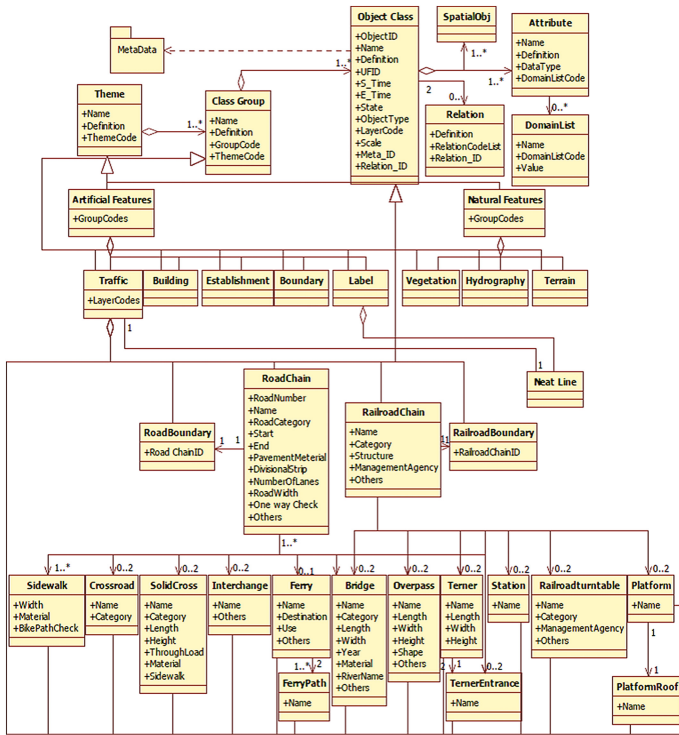 MetaData
Object Class
+ObjectID
+Name
+Definition
+UFID
+S_Time
+E_Time
+State
+ObjectType
+LayerCode
+Scale
+Meta_ID
+Relation_ID
SpatialObj
1..*
Attribute
+Name
+Definition
+DataType
+DomainListCode
1..*
1..*
2
0..*
Theme
+Name
+Definition
+ThemeCode
1..*
Class Group
+Name
+Definition
+GroupCode
+ThemeCode
Relation
+Definition
+RelationCodeList
+Relation_ID
0..*
DomainList
+Name
+DomainListCode
+Value
Artificial Features
+GroupCodes
Natural Features
+GroupCodes
Traffic
+LayerCodes
Building
Establishment
Boundary
Label
Vegetation
Hydrography
Terrain
1
1
Neat Line
RoadBoundary
+Road ChainID
1
1
RoadChain
+RoadNumber
+Name
+RoadCategory
+Start
+End
+PavementMeterial
+DivisionalStrip
+NumberOfLanes
+RoadWidth
+One way Check
+Others
RailroadChain
+Name
+Category
+Structure
+ManagementAgency
+Others
1
1
RailroadBoundary
+RailroadChainID
1..*
1..*
0..2
0..2
0..2
0..1
0..2
0..2
0..2
0..2
0..2
0..2
Sidewalk
+Width
+Material
+BikePathCheck
Crossroad
+Name
+Category
SolidCross
+Name
+Category
+Length
+Height
+ThroughLoad
+Material
+Sidewalk
Interchange
+Name
+Others
Ferry
+Name
+Destination
+Use
+Others
Bridge
+Name
+Category
+Length
+Width
+Year
+Material
+RiverName
+Others
Overpass
+Name
+Length
+Width
+Height
+Shape
+Others
Terner
+Name
+Length
+Width
+Height
Station
+Name
Railroadturntable
+Name
+Category
+ManagementAgency
+Others
Platform
+Name
1
1
1..*
2
FerryPath
+Name
2
1
0..2
TernerEntrance
+Name
PlatformRoof
+Name